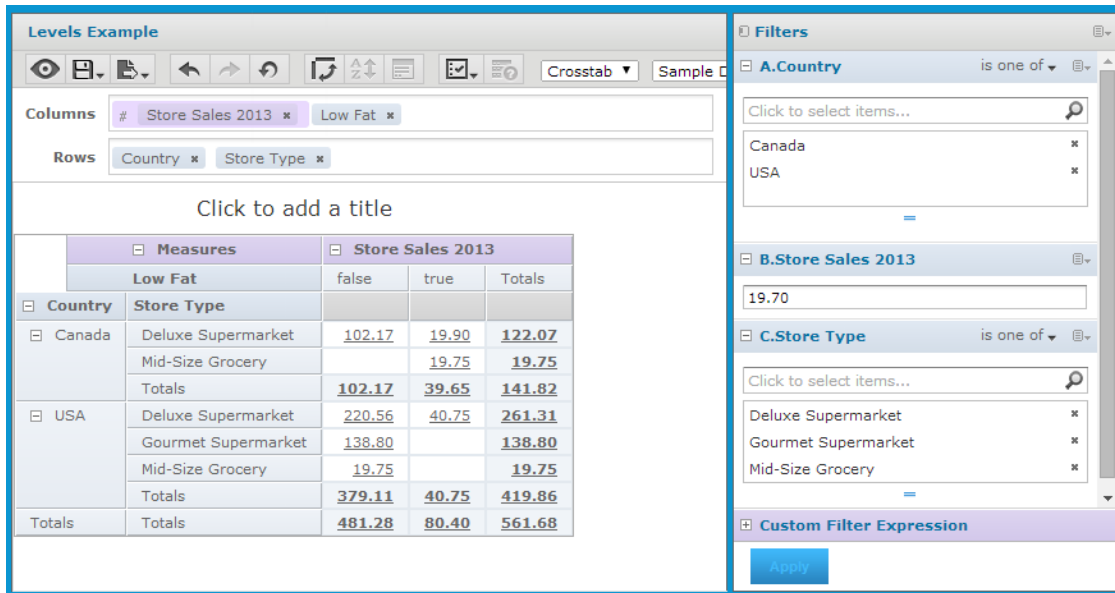 Levels Example
Crosstab ▼ Sample D
Columns # Store Sales 2013 × Low Fat ×
Rows Country × Store Type ×
Click to add a title
Measures Store Sales 2013
Low Fat false true Totals
Country Store Type
Canada Deluxe Supermarket 102.17 19.90 122.07
Mid-Size Grocery 19.75 19.75
Totals 102.17 39.65 141.82
USA Deluxe Supermarket 220.56 40.75 261.31
Gourmet Supermarket 138.80 138.80
Mid-Size Grocery 19.75 19.75
Totals 379.11 40.75 419.86
Totals Totals 481.28 80.40 561.68
Filters
A.Country is one of
Click to select items...
Canada ×
USA ×
B.Store Sales 2013
19.70
C.Store Type is one of
Click to select items...
Deluxe Supermarket ×
Gourmet Supermarket ×
Mid-Size Grocery ×
Custom Filter Expression
Apply